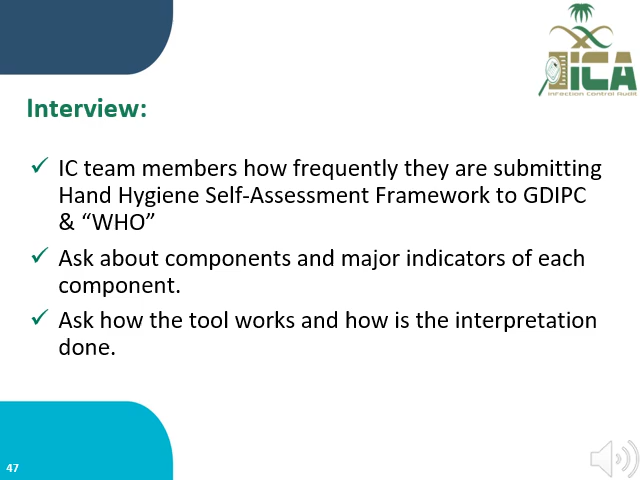 iCA
Infection Control Audit
Interview:
✓ IC team members how frequently they are submitting
Hand Hygiene Self-Assessment Framework to GDIPC
& “WHO”
✓ Ask about components and major indicators of each
component.
✓ Ask how the tool works and how is the interpretation
done.
47